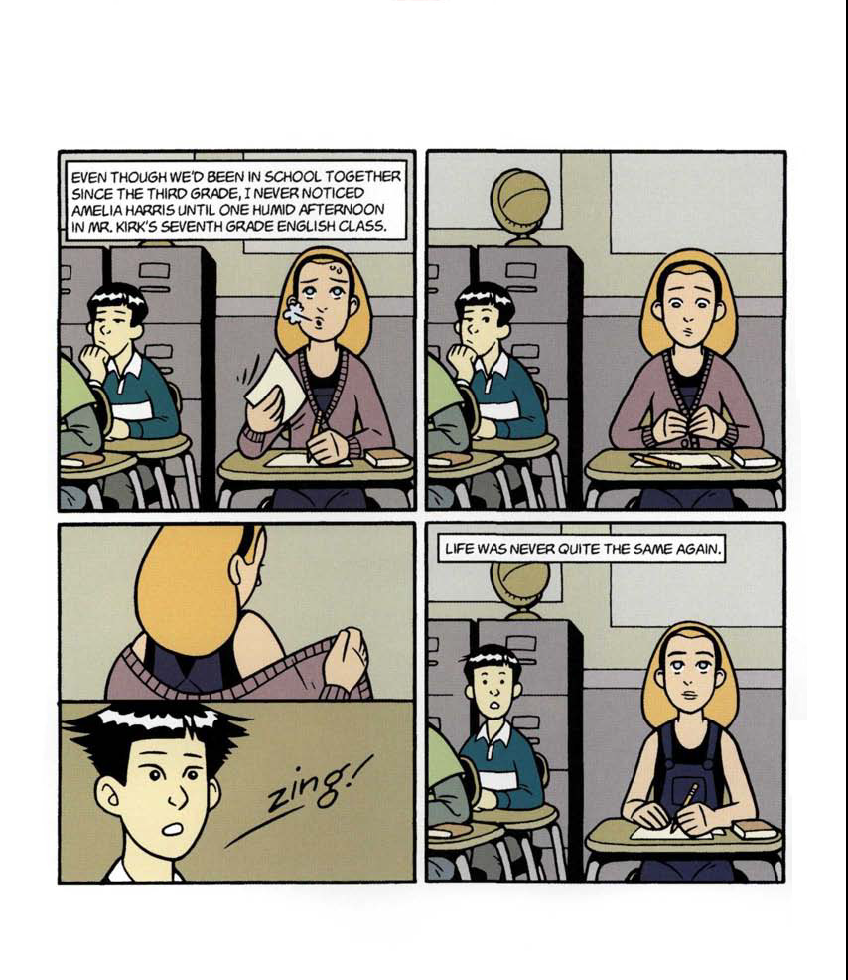 EVEN THOUGH WE'D BEEN IN SCHOOL TOGETHER
SINCE THE THIRD GRADE, I NEVER NOTICED
AMELIA HARRIS UNTIL ONE HUMID AFTERNOON
IN MR. KIRK'S SEVENTH GRADE ENGLISH CLASS.
zing!
LIFE WAS NEVER QUITE THE SAME AGAIN.